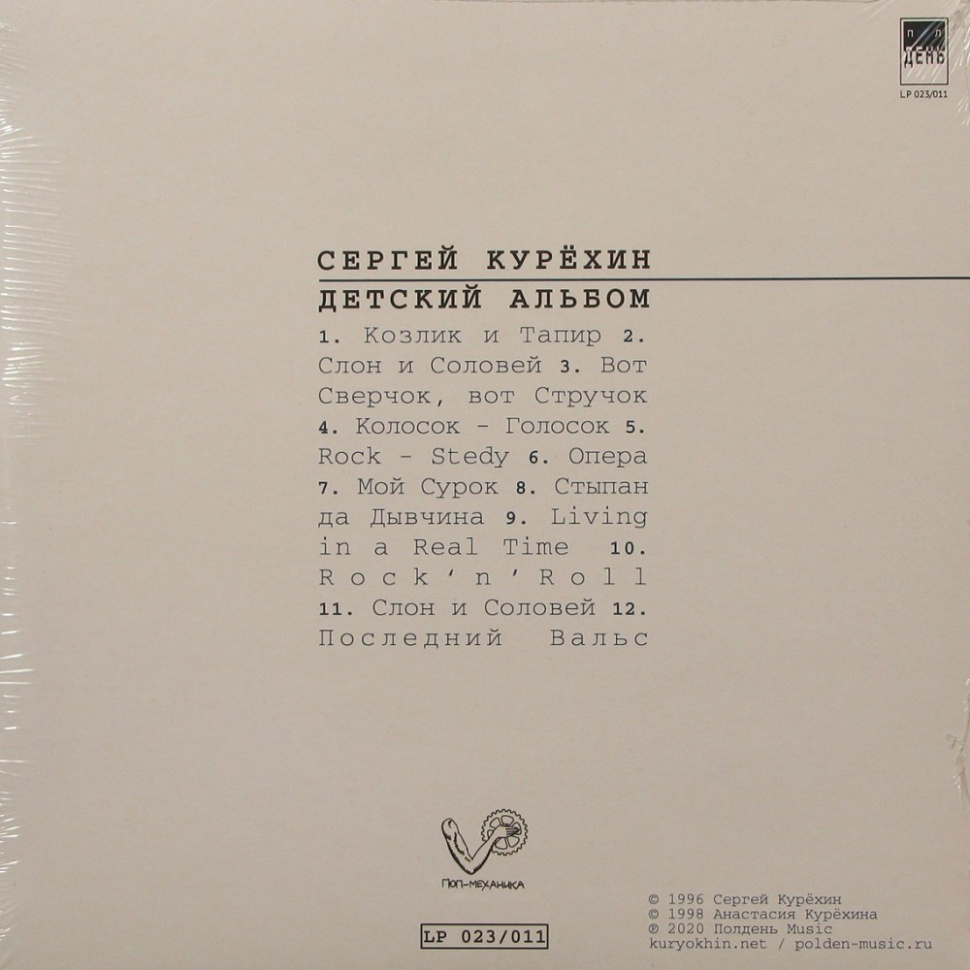 ПОЛ
ДЕНЬ
LP 023/011
СЕРГЕЙ КУРЁХИН
ДЕТСКИЙ АЛЬБОМ
1. Козлик и Тапир 2.
Слон и Соловей 3. Вот
Сверчок, вот Стручок
4. Колосок - Голосок 5.
Rock - Stedy 6. Опера
7. Мой Сурок 8. Стыпан
да Дывчина 9. Living
in a Real Time 10.
Rock'n'Roll
11. Слон и Соловей 12.
Последний Вальс
ПОП-МЕХАНИКА
LP 023/011
© 1996 Сергей Курёхин
© 1998 Анастасия Курёхина
℗ 2020 Полдень Music
kuryokhin.net / polden-music.ru